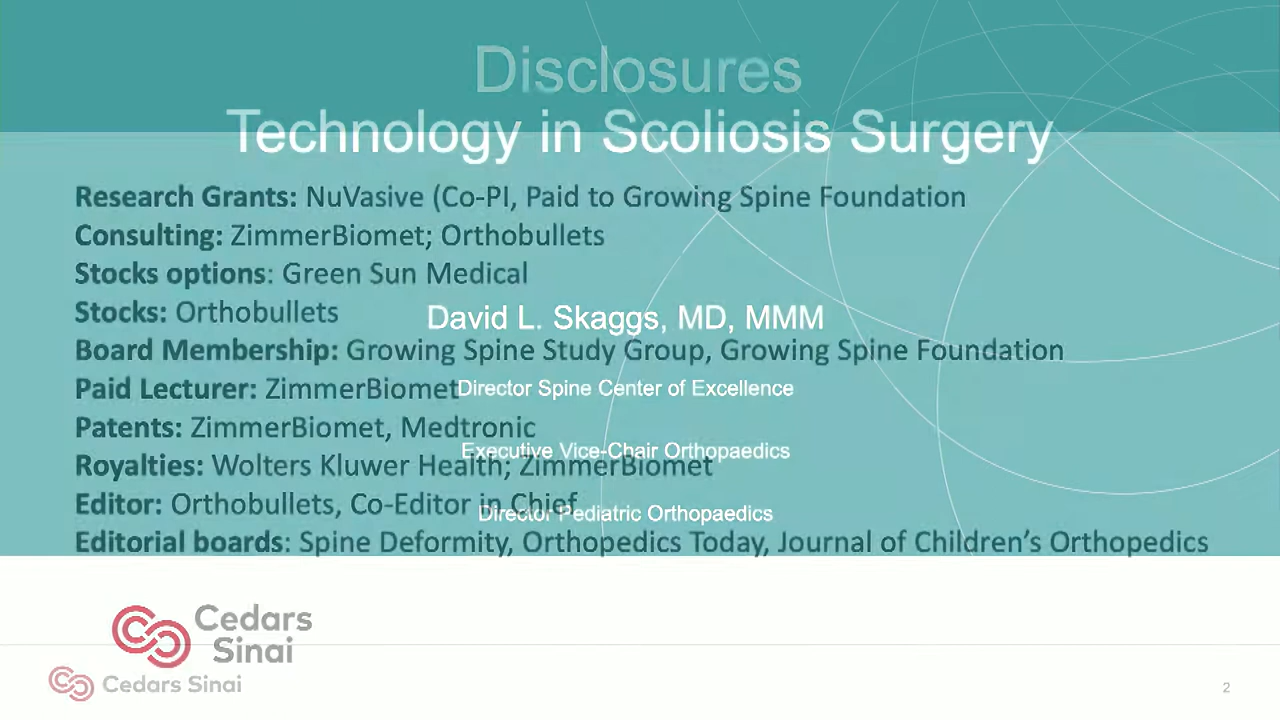 Disclosures
Technology in Scoliosis Surgery
Research Grants: NuVasive (Co-PI, Paid to Growing Spine Foundation
Consulting: ZimmerBiomet; Orthobullets
Stocks options: Green Sun Medical
Stocks: Orthobullets
David L. Skaggs, MD, MMM
Board Membership: Growing Spine Study Group, Growing Spine Foundation
Paid Lecturer: ZimmerBiomet
Director Spine Center of Excellence
Patents: ZimmerBiomet, Medtronic
Executive Vice-Chair Orthopaedics
Royalties: Wolters Kluwer Health; ZimmerBiomet
Editor: Orthobullets, Co-Editor in Chief
Director Pediatric Orthopaedics
Editorial boards: Spine Deformity, Orthopedics Today, Journal of Children's Orthopedics
Cedars
Sinai
Cedars Sinai
2